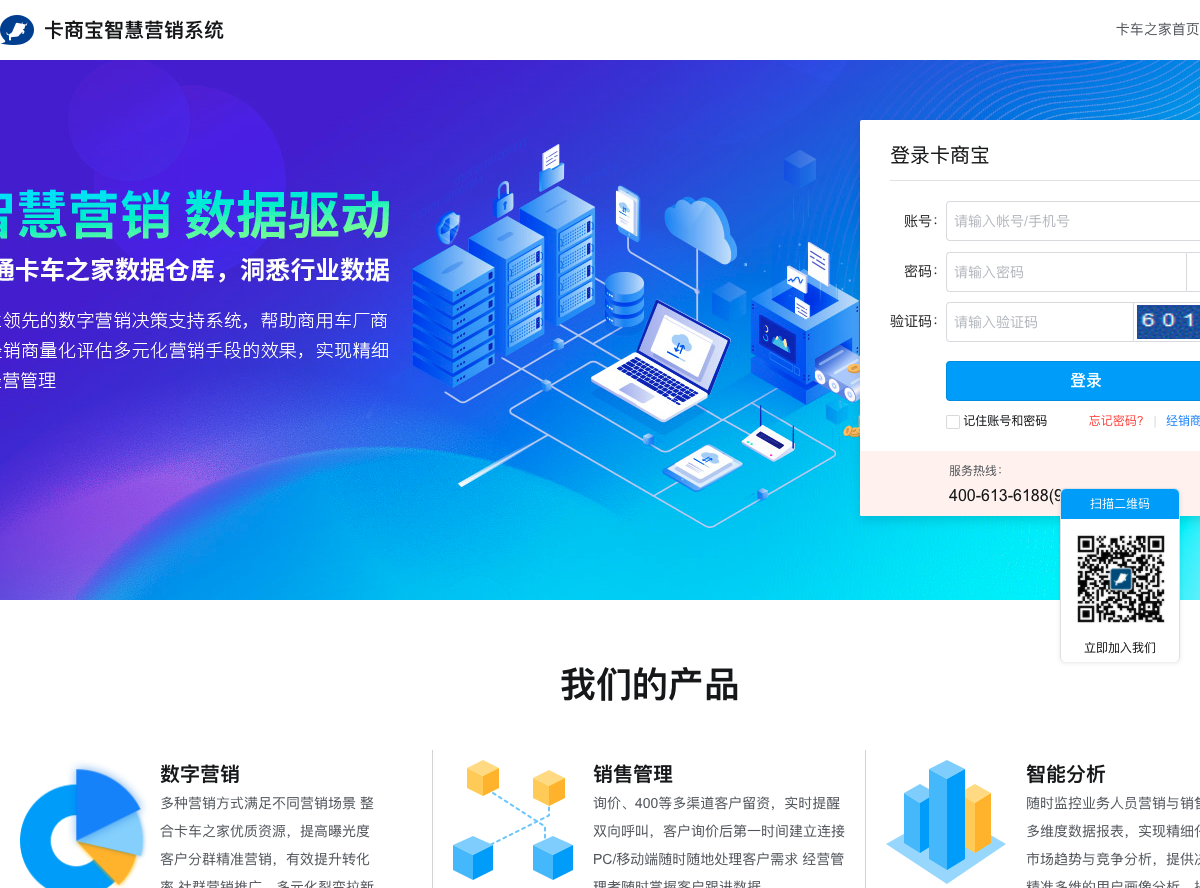 卡商宝智慧营销系统
卡车之家首页
智慧营销 数据驱动
通卡车之家数据仓库，洞悉行业数据
领先的数字营销决策支持系统，帮助商用车厂商
经销商量化评估多元化营销手段的效果，实现精细
营管理
登录卡商宝
账号：
请输入帐号/手机号
密码：
请输入密码
验证码：
请输入验证码
6 0 1
登录
记住账号和密码
忘记密码?
|
经销商
服务热线：
400-613-6188(9
扫描二维码
立即加入我们
我们的产品
数字营销
多种营销方式满足不同营销场景 整
合卡车之家优质资源，提高曝光度
客户分群精准营销，有效提升转化
率 社群营销推广，多元化裂变拉新
销售管理
询价、400等多渠道客户留资，实时提醒
双向呼叫，客户询价后第一时间建立连接
PC/移动端随时随地处理客户需求 经营管
理者随时掌握客户跟进数据
智能分析
随时监控业务人员营销与销售
多维度数据报表，实现精细化
市场趋势与竞争分析，提供决
精准多维的用户画像分析，